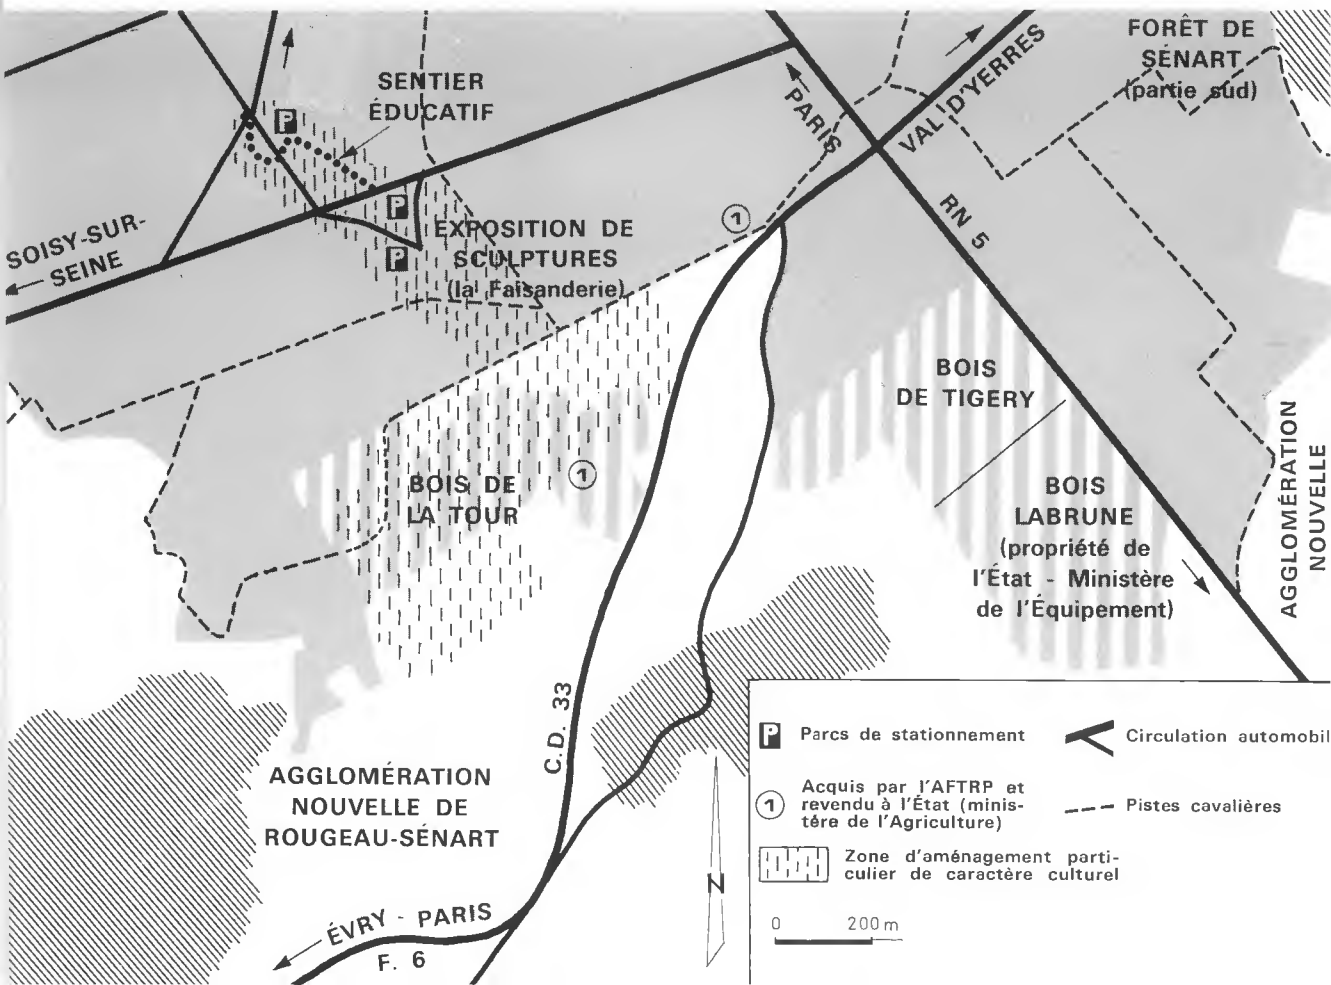 FORÊT DE
SÉNART
(partie sud)
SENTIER
ÉDUCATIF
P
PARIS
VAL D'YERRES
SOISY-SUR-
SEINE
P
P
EXPOSITION DE
SCULPTURES
(la Faisanderie)
1
RN 5
BOIS
DE TIGERY
BOIS DE
LA TOUR
1
BOIS
LABRUNE
(propriété de
l'État - Ministère
de l'Équipement)
AGGLOMÉRATION
NOUVELLE
C.D. 33
AGGLOMÉRATION
NOUVELLE DE
ROUGEAU-SÉNART
ÉVRY - PARIS
F. 6
N
P Parcs de stationnement
Circulation automobil
1 Acquis par l'AFTRP et
revendu à l'État (minis-
tére de l'Agriculture)
Pistes cavalières
Zone d'aménagement parti-
culier de caractère culturel
0 200 m